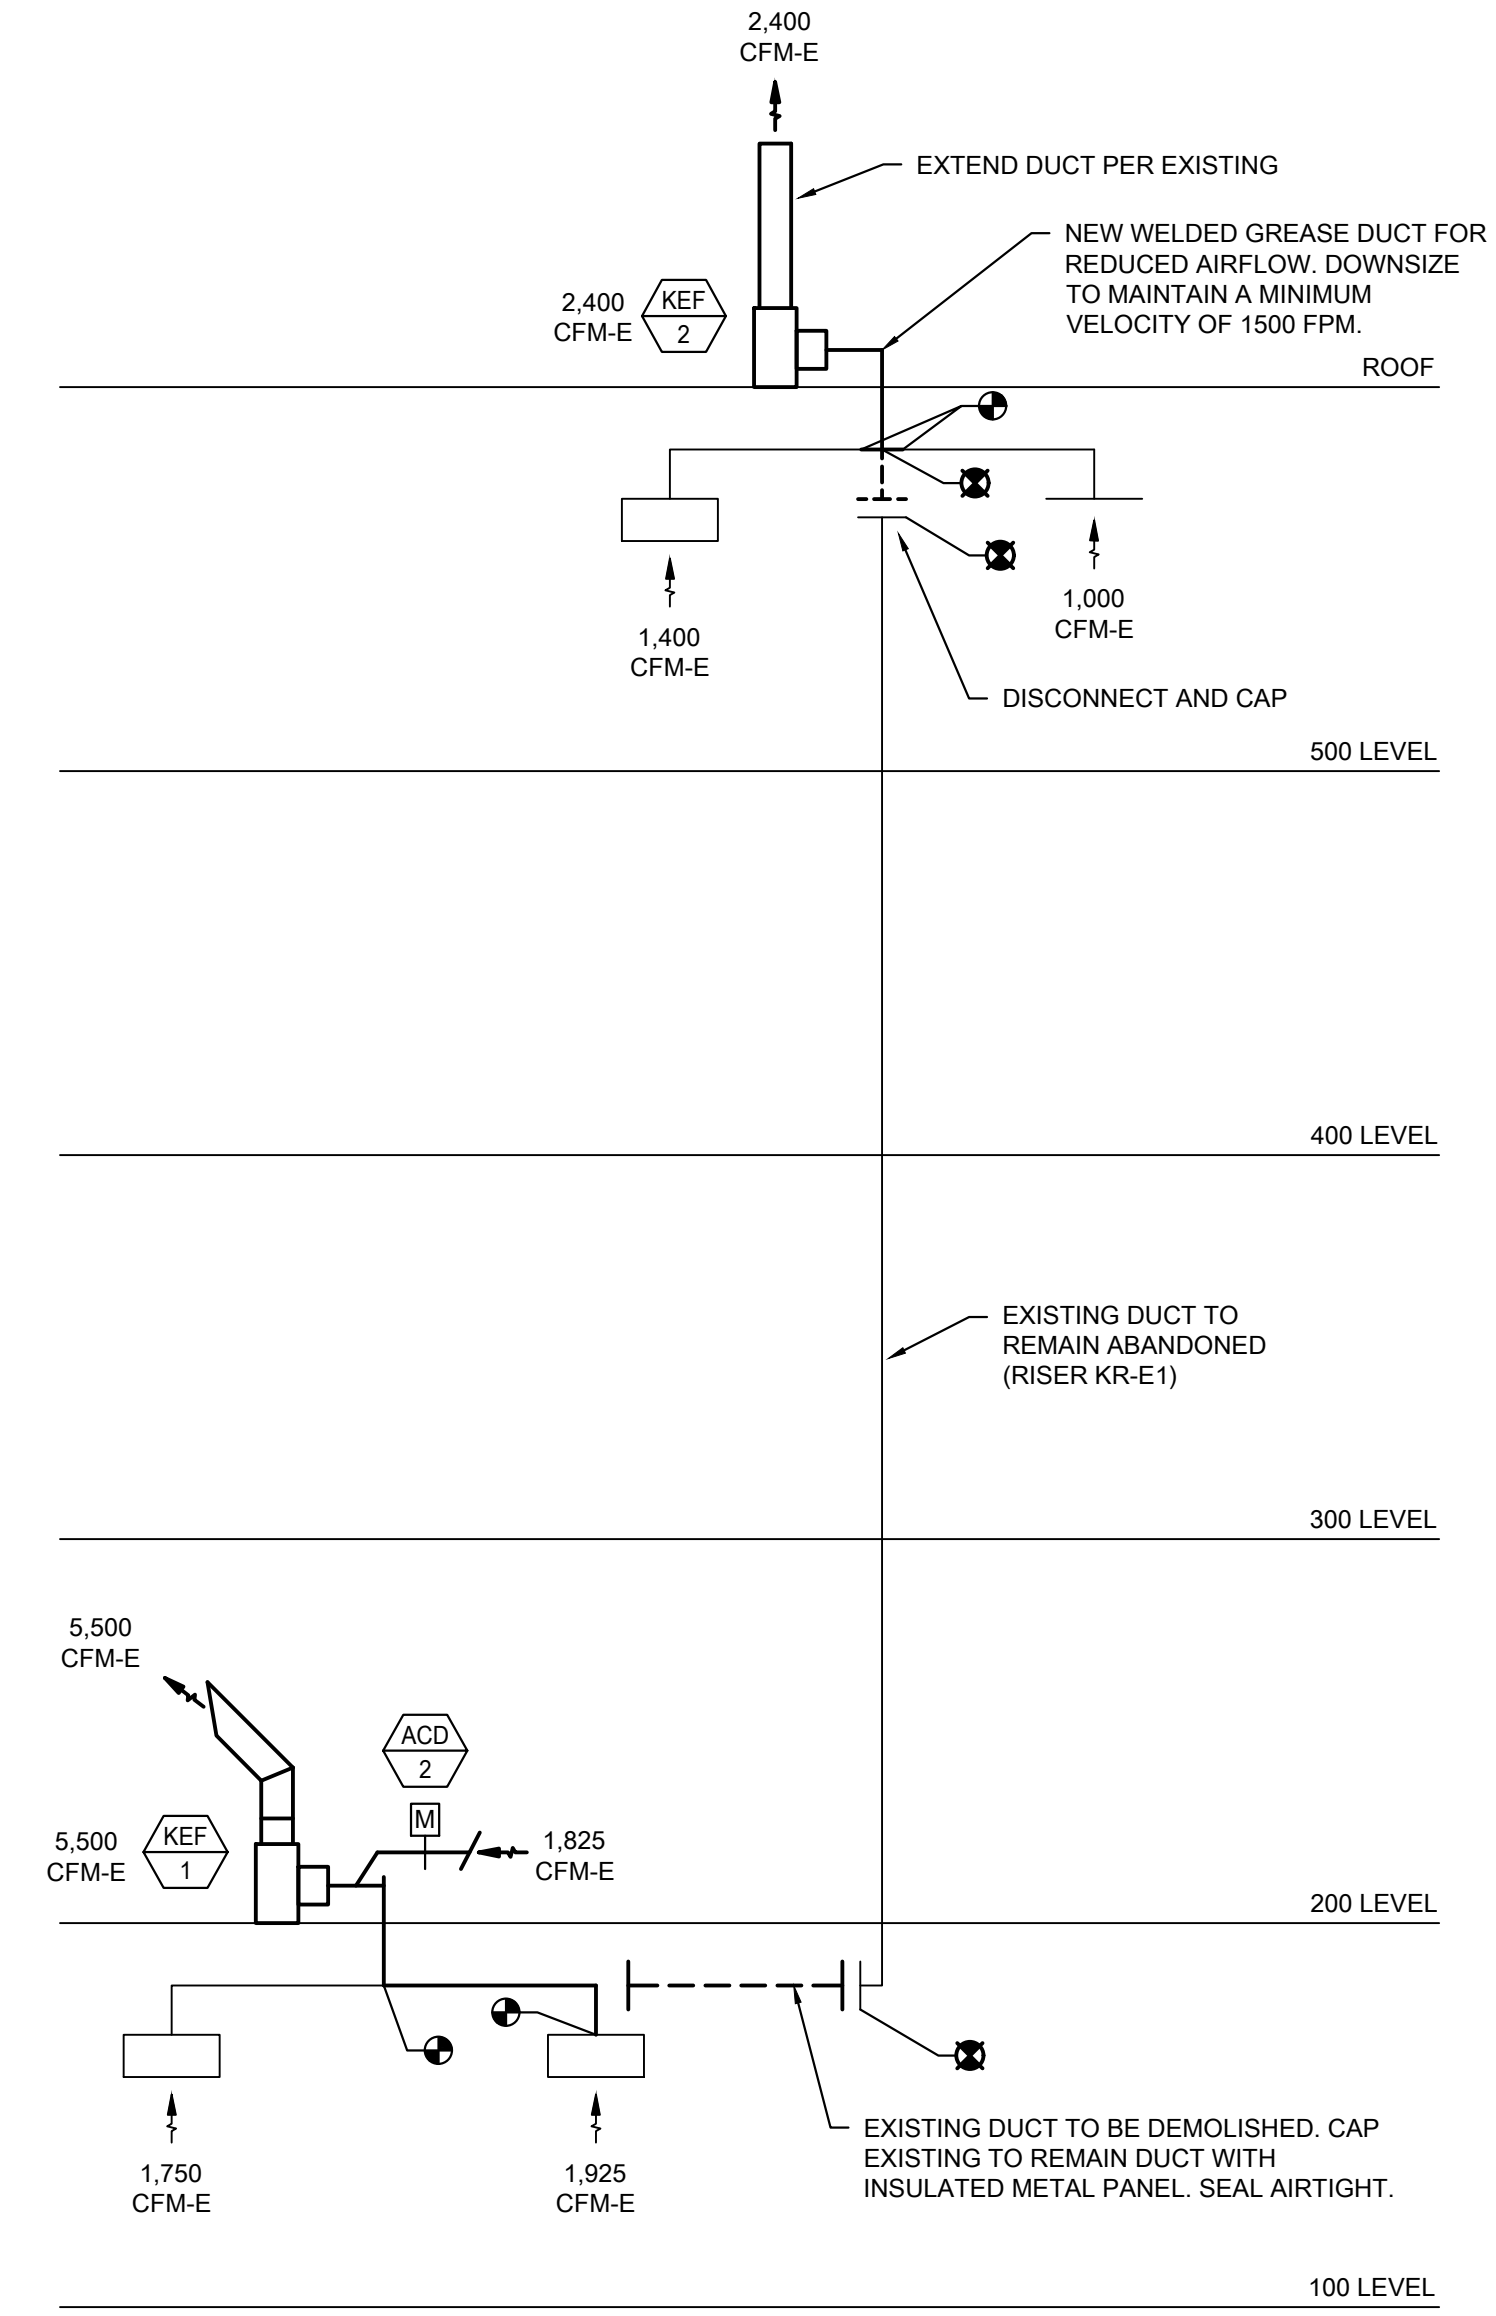 2,400
CFM-E
EXTEND DUCT PER EXISTING
NEW WELDED GREASE DUCT FOR
REDUCED AIRFLOW. DOWNSIZE
TO MAINTAIN A MINIMUM
VELOCITY OF 1500 FPM.
2,400
CFM-E
KEF
2
ROOF
1,400
CFM-E
1,000
CFM-E
DISCONNECT AND CAP
500 LEVEL
400 LEVEL
EXISTING DUCT TO
REMAIN ABANDONED
(RISER KR-E1)
300 LEVEL
5,500
CFM-E
ACD
2
M
5,500
CFM-E
KEF
1
1,825
CFM-E
200 LEVEL
1,750
CFM-E
1,925
CFM-E
EXISTING DUCT TO BE DEMOLISHED. CAP
EXISTING TO REMAIN DUCT WITH
INSULATED METAL PANEL. SEAL AIRTIGHT.
100 LEVEL